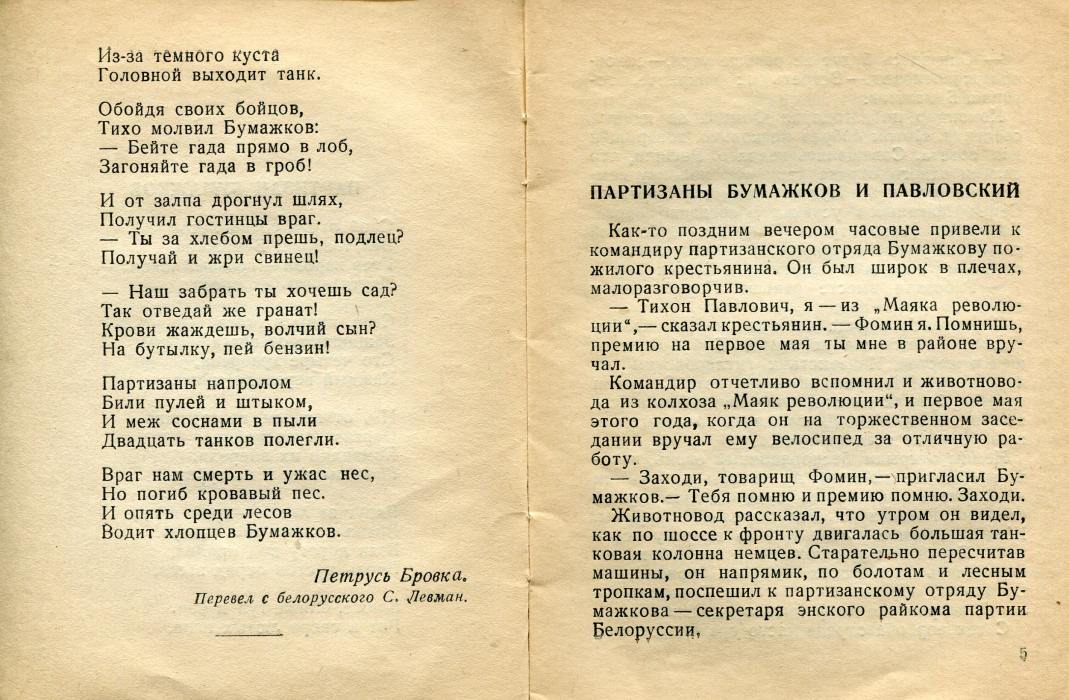 Из-за темного куста
Головной выходит танк.
Обойдя своих бойцов,
Тихо молвил Бумажков:
— Бейте гада прямо в лоб,
Загоняйте гада в гроб!
И от залпа дрогнул шлях,
Получил гостинцы враг.
— Ты за хлебом прешь, подлец?
Получай и жри свинец!
— Наш забрать ты хочешь сад?
Так отведай же гранат!
Крови жаждешь, волчий сын?
На бутылку, пей бензин!
Партизаны напролом
Били пулей и штыком,
И меж соснами в пыли
Двадцать танков полегли.
Враг нам смерть и ужас нес,
Но погиб кровавый пес.
И опять среди лесов
Водит хлопцев Бумажков.
Петрусь Бровка.
Перевел с белорусского С. Левман.
ПАРТИЗАНЫ БУМАЖКОВ И ПАВЛОВСКИЙ
Как-то поздним вечером часовые привели к
командиру партизанского отряда Бумажкову по-
жилого крестьянина. Он был широк в плечах,
малоразговорчив.
— Тихон Павлович, я — из „Маяка револю-
ции“,— сказал крестьянин. — Фомин я. Помнишь,
премию на первое мая ты мне в районе вру-
чал.
Командир отчетливо вспомнил и животново-
да из колхоза „Маяк революции“, и первое мая
этого года, когда он на торжественном засе-
дании вручал ему велосипед за отличную ра-
боту.
— Заходи, товарищ Фомин,— пригласил Бу-
мажков.— Тебя помню и премию помню. Заходи.
Животновод рассказал, что утром он видел,
как по шоссе к фронту двигалась большая тан-
ковая колонна немцев. Старательно пересчитав
машины, он напрямик, по болотам и лесным
тропкам, поспешил к партизанскому отряду Бу-
мажкова — секретаря энского райкома партии
Белоруссии.
5